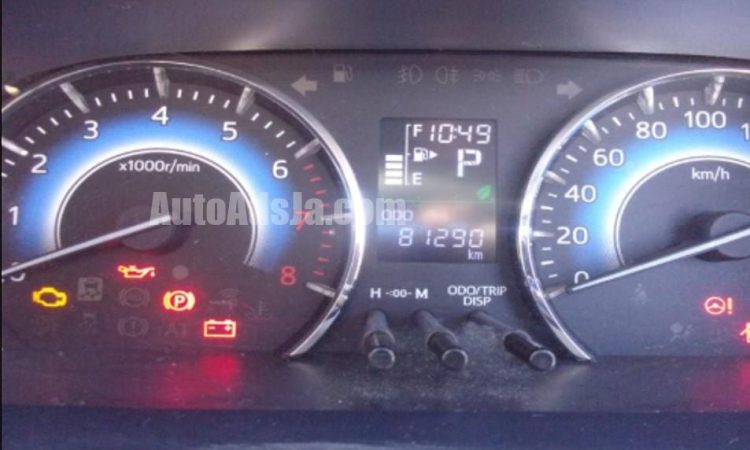 1 2 3 4 5 6 7 8
x1000r/min
AutoAdsJa.com
F 10:49
P
E
ODO
81290
km
H -:00- M
ODO/TRIP
DISP
0 20 40 60 80 100
km/h
P
!